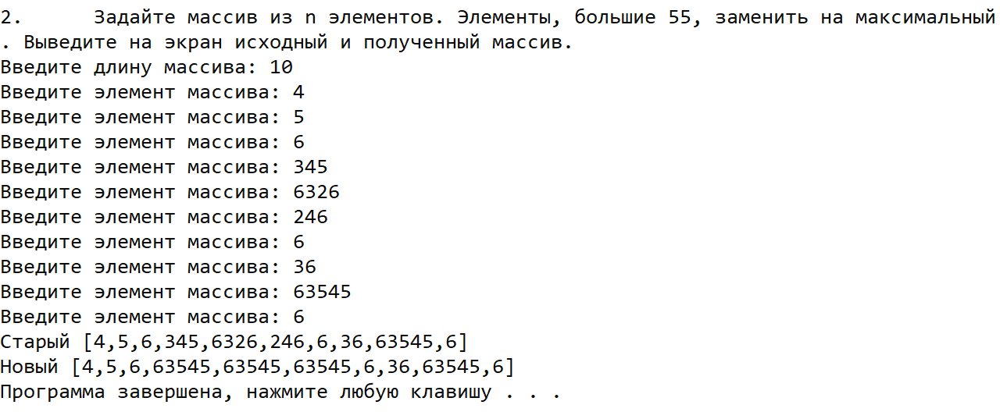 2.      Задайте массив из n элементов. Элементы, большие 55, заменить на максимальный
. Выведите на экран исходный и полученный массив.
Введите длину массива: 10
Введите элемент массива: 4
Введите элемент массива: 5
Введите элемент массива: 6
Введите элемент массива: 345
Введите элемент массива: 6326
Введите элемент массива: 246
Введите элемент массива: 6
Введите элемент массива: 36
Введите элемент массива: 63545
Введите элемент массива: 6
Старый [4,5,6,345,6326,246,6,36,63545,6]
Новый [4,5,6,63545,63545,63545,6,36,63545,6]
Программа завершена, нажмите любую клавишу . . .